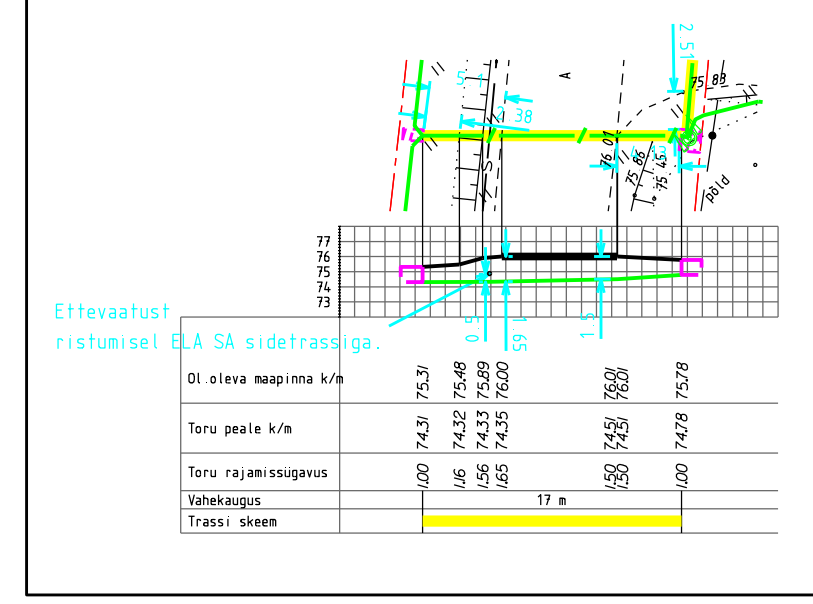 2.51
75 83
5 1
A
2 38
76 01
75 86
75 45
S
põld
77
76
75
74
73
Ettevaatust
ristumisel ELA SA sidetrassiga.
0.5
1.65
1.5
Ol.oleva maapinna k/m 75.31 75.48 75.89 76.00 76.01 76.01 75.78
Toru peale k/m 74.31 74.32 74.33 74.35 74.51 74.51 74.78
Toru rajamissügavus 1.00 1.16 1.56 1.65 1.50 1.50 1.00
Vahekaugus 17 m
Trassi skeem